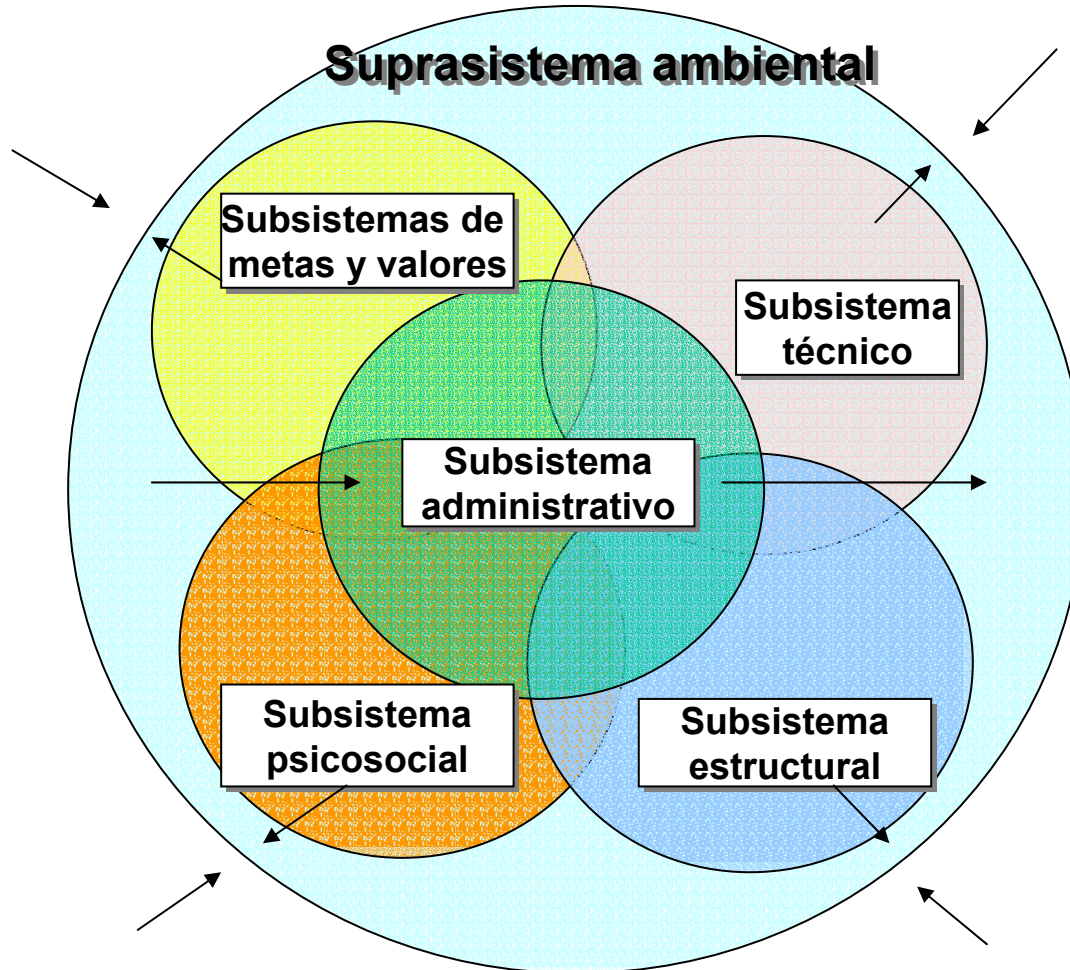 Suprasistema ambiental
Subsistemas de
metas y valores
Subsistema
técnico
Subsistema
administrativo
Subsistema
psicosocial
Subsistema
estructural